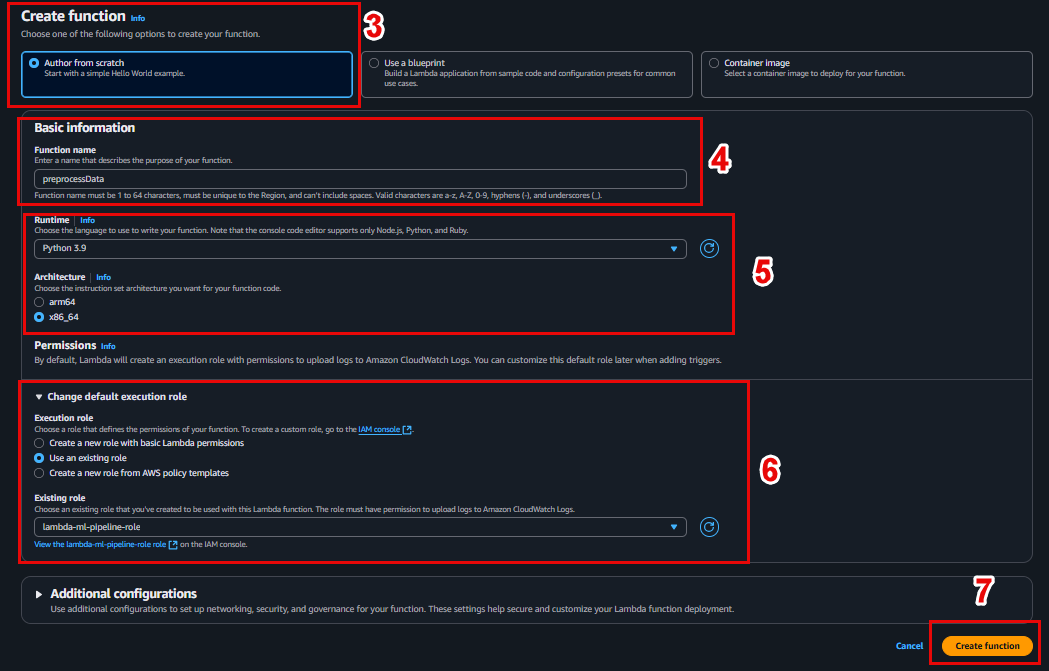 Create function Info
Choose one of the following options to create your function.
3
Author from scratch
Start with a simple Hello World example.
Use a blueprint
Build a Lambda application from sample code and configuration presets for common
use cases.
Container image
Select a container image to deploy for your function.
Basic information
Function name
Enter a name that describes the purpose of your function.
preprocessData
Function name must be 1 to 64 characters, must be unique to the Region, and can't include spaces. Valid characters are a-z, A-Z, 0-9, hyphens (-), and underscores (_).
4
Runtime Info
Choose the language to use to write your function. Note that the console code editor supports only Node.js, Python, and Ruby.
Python 3.9
Architecture Info
Choose the instruction set architecture you want for your function code.
arm64
x86_64
5
Permissions Info
By default, Lambda will create an execution role with permissions to upload logs to Amazon CloudWatch Logs. You can customize this default role later when adding triggers.
Change default execution role
Execution role
Choose a role that defines the permissions of your function. To create a custom role, go to the IAM console.
Create a new role with basic Lambda permissions
Use an existing role
Create a new role from AWS policy templates
6
Existing role
Choose an existing role that you've created to be used with this Lambda function. The role must have permission to upload logs to Amazon CloudWatch Logs.
lambda-ml-pipeline-role
View the lambda-ml-pipeline-role role on the IAM console.
Additional configurations
Use additional configurations to set up networking, security, and governance for your function. These settings help secure and customize your Lambda function deployment.
7
Cancel
Create function